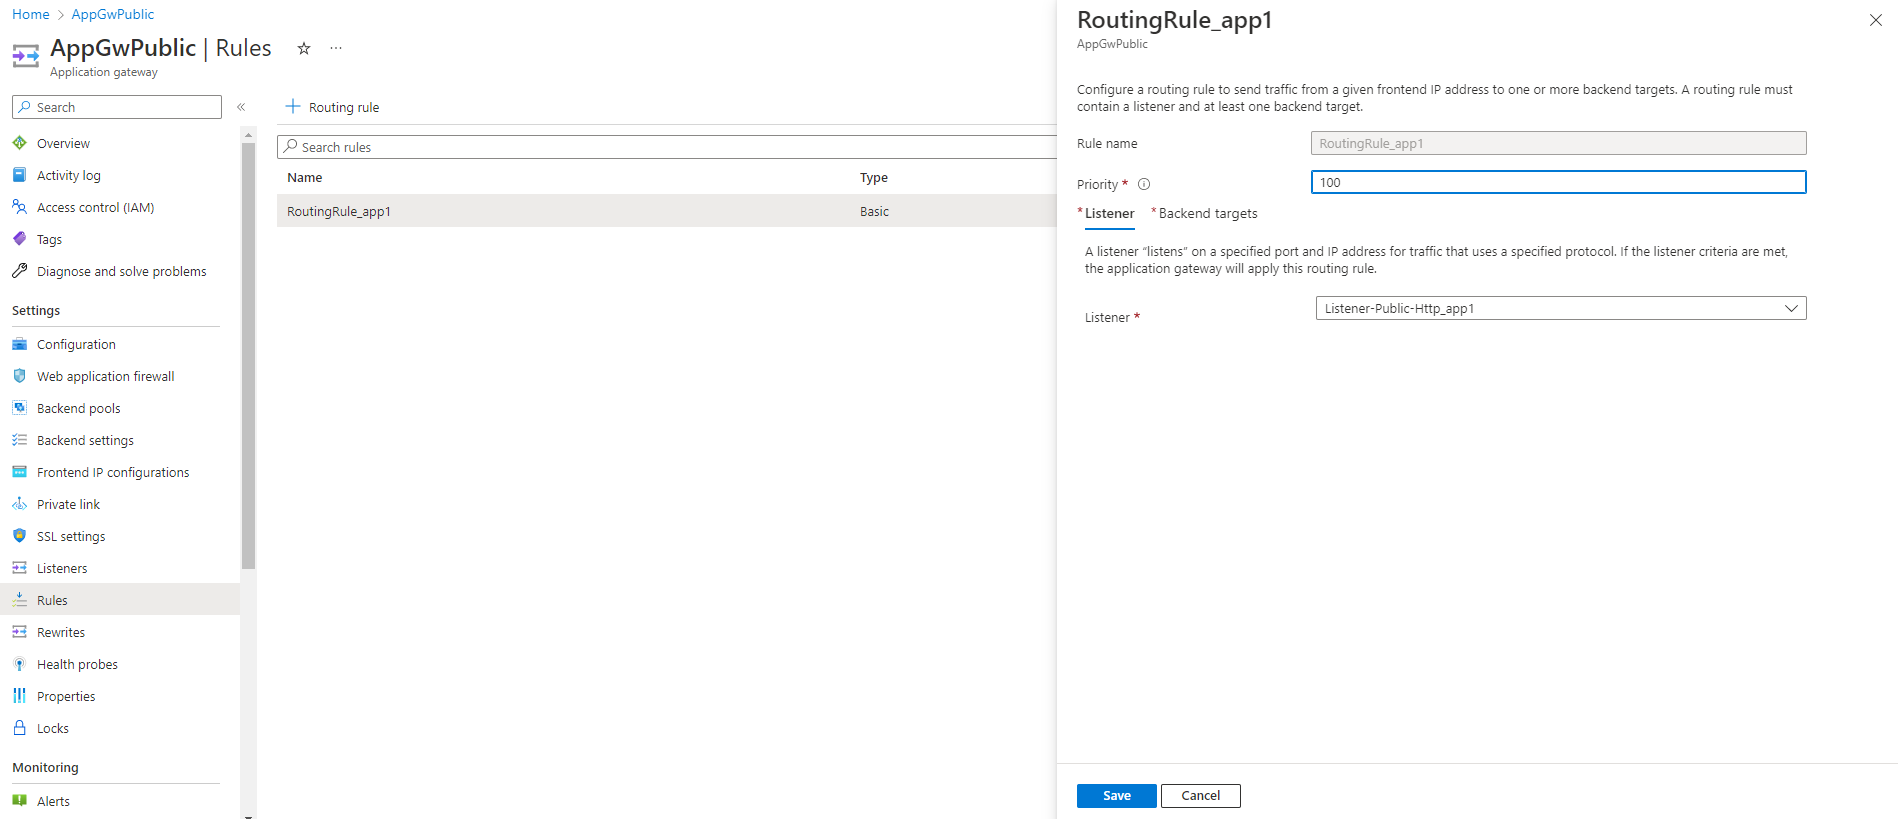 Home > AppGwPublic
AppGwPublic | Rules
Application gateway
Search
Overview
Activity log
Access control (IAM)
Tags
Diagnose and solve problems
Settings
Configuration
Web application firewall
Backend pools
Backend settings
Frontend IP configurations
Private link
SSL settings
Listeners
Rules
Rewrites
Health probes
Properties
Locks
Monitoring
Alerts
Routing rule
Search rules
Name Type
RoutingRule_app1 Basic
RoutingRule_app1
AppGwPublic
Configure a routing rule to send traffic from a given frontend IP address to one or more backend targets. A routing rule must
contain a listener and at least one backend target.
Rule name RoutingRule_app1
Priority * 100
* Listener * Backend targets
A listener “listens” on a specified port and IP address for traffic that uses a specified protocol. If the listener criteria are met,
the application gateway will apply this routing rule.
Listener * Listener-Public-Http_app1
Save Cancel